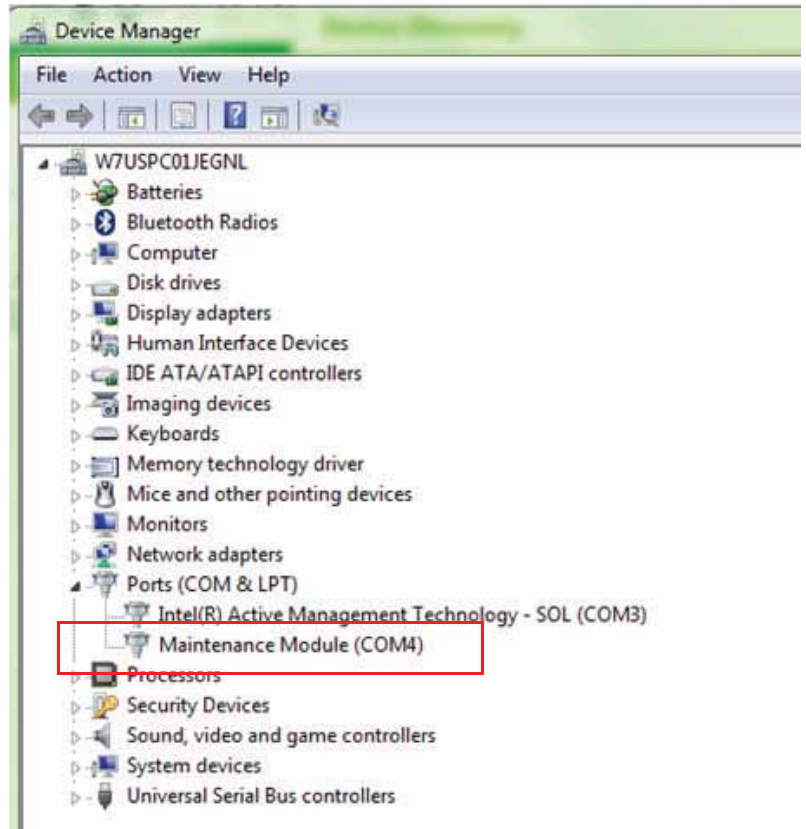 Device Manager
File Action View Help
W7USPC01JEGNL
Batteries
Bluetooth Radios
Computer
Disk drives
Display adapters
Human Interface Devices
IDE ATA/ATAPI controllers
Imaging devices
Keyboards
Memory technology driver
Mice and other pointing devices
Monitors
Network adapters
Ports (COM & LPT)
Intel(R) Active Management Technology - SOL (COM3)
Maintenance Module (COM4)
Processors
Security Devices
Sound, video and game controllers
System devices
Universal Serial Bus controllers